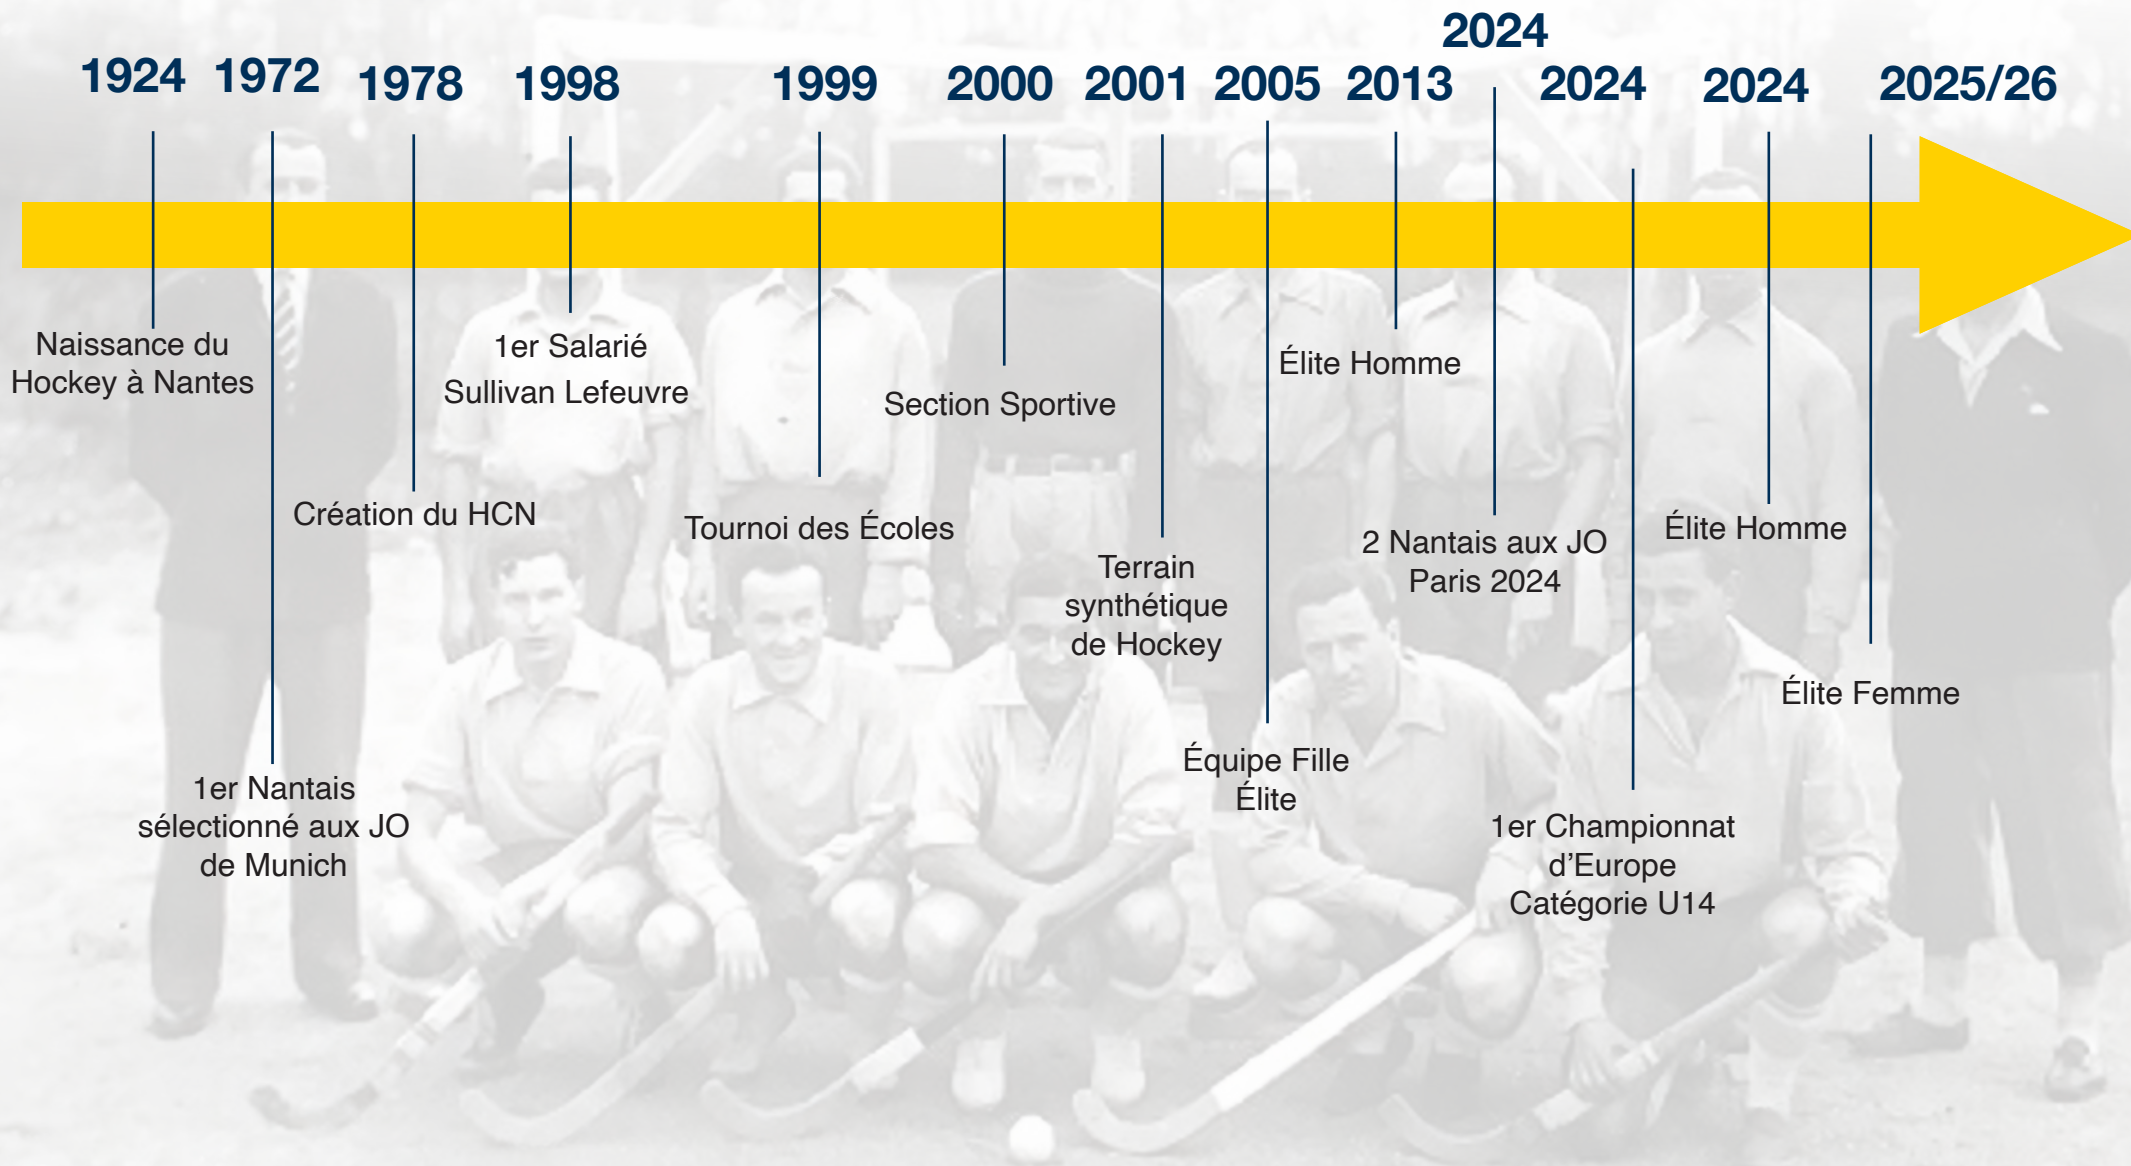 2024
1924 1972 1978 1998 1999 2000 2001 2005 2013 2024 2024 2025/26
Naissance du
Hockey à Nantes
1er Nantais
sélectionné aux JO
de Munich
Création du HCN
1er Salarié
Sullivan Lefeuvre
Tournoi des Écoles
Section Sportive
Terrain
synthétique
de Hockey
Équipe Fille
Élite
Élite Homme
2 Nantais aux JO
Paris 2024
1er Championnat
d’Europe
Catégorie U14
Élite Homme
Élite Femme